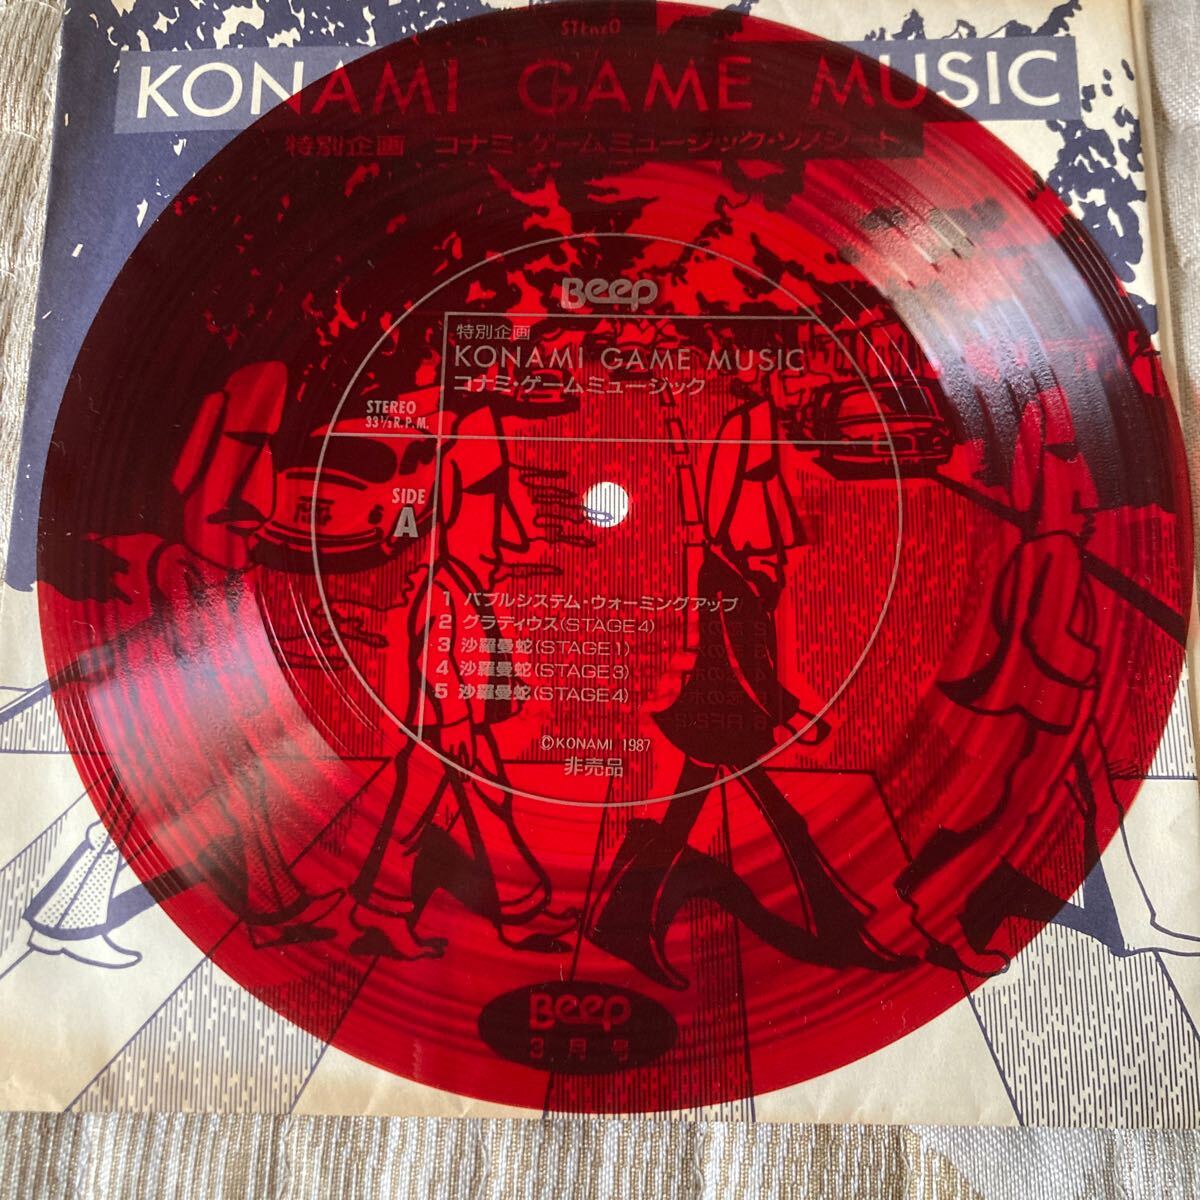 STEREO
KONAMI GAME MUSIC
特別企画 コナミ・ゲームミュージック・ソノシート
Beep
特別企画
KONAMI GAME MUSIC
コナミ・ゲームミュージック
STEREO
33⅓R.P.M.
SIDE
A
1 バブルシステム・ウォーミングアップ
2 グラディウス(STAGE4)
3 沙羅曼蛇(STAGE1)
4 沙羅曼蛇(STAGE3)
5 沙羅曼蛇(STAGE4)
©KONAMI 1987
非売品
Beep
3月号